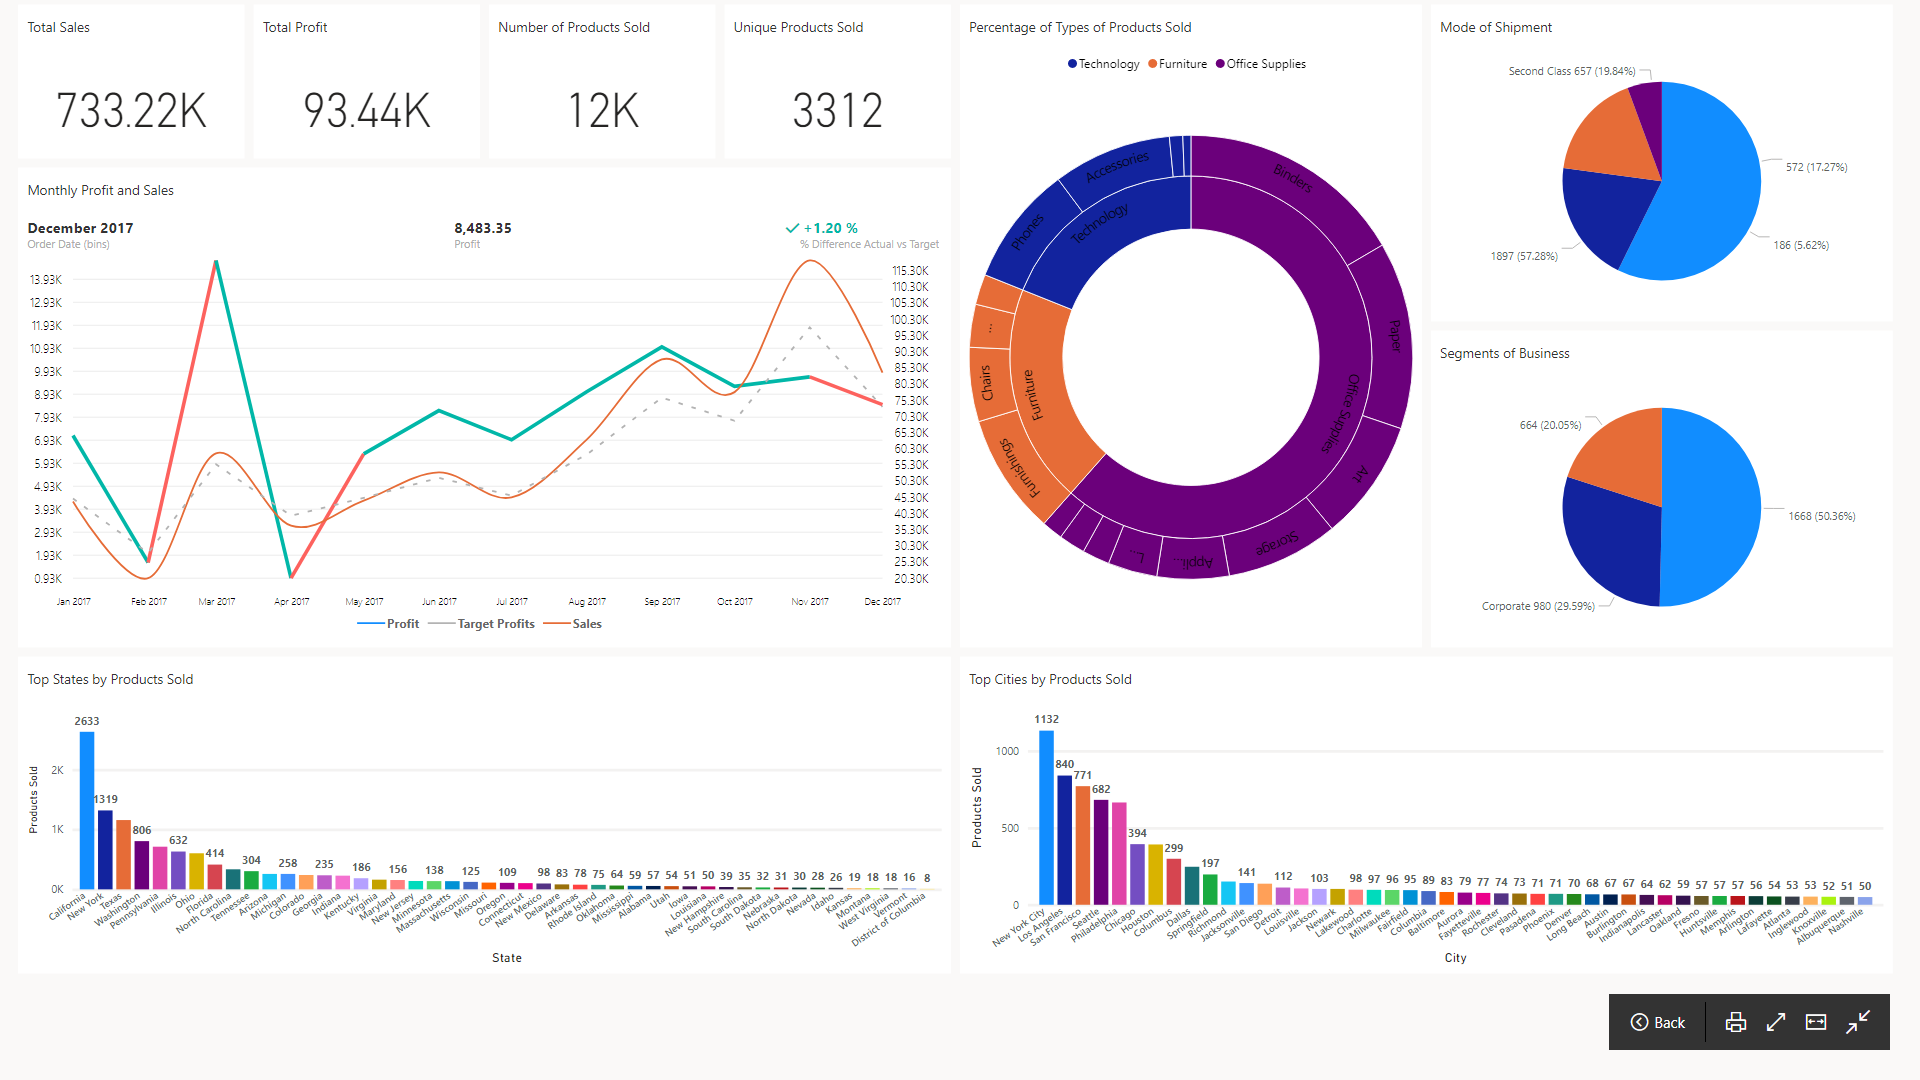 Total Sales
733.22K
Total Profit
93.44K
Number of Products Sold
12K
Unique Products Sold
3312
Monthly Profit and Sales
December 2017
Order Date (bins)
8,483.35
Profit
+1.20 %
% Difference Actual vs Target
13.93K
12.93K
11.93K
10.93K
9.93K
8.93K
7.93K
6.93K
5.93K
4.93K
3.93K
2.93K
1.93K
0.93K
115.30K
110.30K
105.30K
100.30K
95.30K
90.30K
85.30K
80.30K
75.30K
70.30K
65.30K
60.30K
55.30K
50.30K
45.30K
40.30K
35.30K
30.30K
25.30K
20.30K
Jan 2017 Feb 2017 Mar 2017 Apr 2017 May 2017 Jun 2017 Jul 2017 Aug 2017 Sep 2017 Oct 2017 Nov 2017 Dec 2017
Profit Target Profits Sales
Percentage of Types of Products Sold
Technology Furniture Office Supplies
Binders
Paper
Art
Storage
Appli...
L...
Furnishings
Chairs
...
Phones
Accessories
Technology
Furniture
Office Supplies
Mode of Shipment
Second Class 657 (19.84%)
572 (17.27%)
186 (5.62%)
1897 (57.28%)
Segments of Business
664 (20.05%)
1668 (50.36%)
Corporate 980 (29.59%)
Top States by Products Sold
Products Sold
2K
1K
0K
2633 1319 806 632 414 304 258 235 186 156 138 125 109 98 83 78 75 64 59 57 54 51 50 39 35 32 31 30 28 26 19 18 18 16 8
California
New York
Texas
Washington
Pennsylvania
Illinois
Ohio
Florida
North Carolina
Tennessee
Arizona
Michigan
Colorado
Georgia
Indiana
Kentucky
Virginia
Maryland
New Jersey
Minnesota
Massachusetts
Wisconsin
Missouri
Oregon
Connecticut
New Mexico
Delaware
Arkansas
Rhode Island
Oklahoma
Mississippi
Alabama
Utah
Iowa
Louisiana
New Hampshire
South Carolina
South Dakota
Nebraska
North Dakota
Nevada
Idaho
Kansas
Montana
West Virginia
Vermont
District of Columbia
State
Top Cities by Products Sold
Products Sold
1000
500
0
1132 840 771 682 394 299 197 141 112 103 98 97 96 95 89 83 79 77 74 73 71 71 70 68 67 67 64 62 59 57 57 57 56 54 53 53 52 51 50
New York City
Los Angeles
San Francisco
Seattle
Philadelphia
Chicago
Houston
Columbus
Dallas
Springfield
Richmond
Jacksonville
San Diego
Detroit
Louisville
Jackson
Newark
Lakewood
Charlotte
Milwaukee
Fairfield
Columbia
Baltimore
Aurora
Fayetteville
Rochester
Cleveland
Pasadena
Phoenix
Denver
Long Beach
Austin
Burlington
Indianapolis
Lancaster
Oakland
Fresno
Huntsville
Memphis
Arlington
Lafayette
Atlanta
Inglewood
Knoxville
Albuquerque
Nashville
City
Back